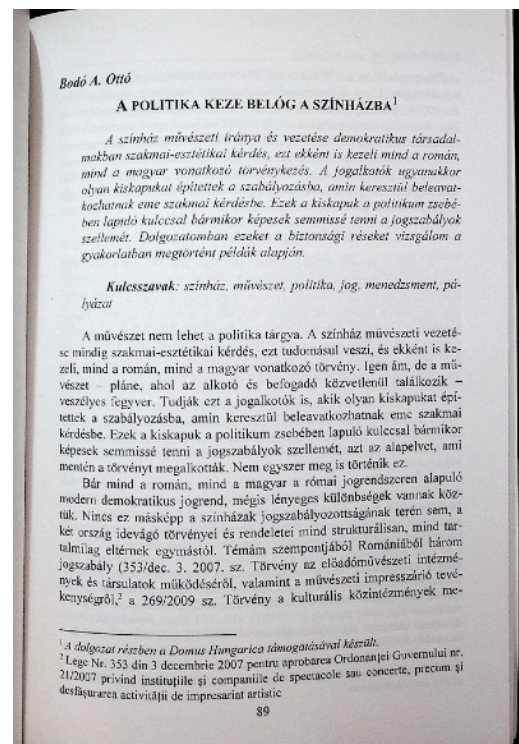 Bodó A. Ottó
A POLITIKA KEZE BELÓG A SZÍNHÁZBA¹
A színház művészeti iránya és vezetése demokratikus társadal-
makban szakmai-esztétikai kérdés, ezt ekként is kezeli mind a román,
mind a magyar vonatkozó törvénykezés. A jogalkotók ugyanakkor
olyan kiskapukat építettek a szabályozásba, amin keresztül beleavat-
kozhatnak eme szakmai kérdésbe. Ezek a kiskapuk a politikum zsebé-
ben lapuló kulccsal bármikor képesek semmissé tenni a jogszabályok
szellemét. Dolgozatomban ezeket a biztonsági réseket vizsgálom a
gyakorlatban megtörtént példák alapján.
Kulcsszavak: színház, művészet, politika, jog, menedzsment, pá-
lyázat
A művészet nem lehet a politika tárgya. A színház művészeti vezeté-
se mindig szakmai-esztétikai kérdés, ezt tudomásul veszi, és ekként is ke-
zeli, mind a román, mind a magyar vonatkozó törvény. Igen ám, de a mű-
vészet – pláne, ahol az alkotó és befogadó közvetlenül találkozik –
veszélyes fegyver. Tudják ezt a jogalkotók is, akik olyan kiskapukat épí-
tettek a szabályozásba, amin keresztül beleavatkozhatnak eme szakmai
kérdésbe. Ezek a kiskapuk a politikum zsebében lapuló kulccsal bármikor
képesek semmissé tenni a jogszabályok szellemét, azt az alapelvet, ami
mentén a törvényt megalkották. Nem egyszer meg is történik ez.
Bár mind a román, mind a magyar a római jogrendszeren alapuló
modern demokratikus jogrend, mégis lényeges különbségek vannak köz-
tük. Nincs ez másképp a színházak jogszabályozottságának terén sem, a
két ország idevágó törvényei és rendeletei mind strukturálisan, mind tar-
talmilag eltérnek egymástól. Témám szempontjából Romániából három
jogszabály (353/dec. 3. 2007. sz. Törvény az előadóművészeti intézmé-
nyek és társulatok működéséről, valamint a művészeti impresszárió tevé-
kenységről,² a 269/2009 sz. Törvény a kulturális közintézmények me-
¹ A dolgozat részben a Domus Hungarica támogatásával készült.
² Lege Nr. 353 din 3 decembrie 2007 pentru aprobarea Ordonanței Guvernului nr.
21/2007 privind instituțiile și companiile de spectacole sau concerte, precum și
desfășurarea activității de impresariat artistic
89